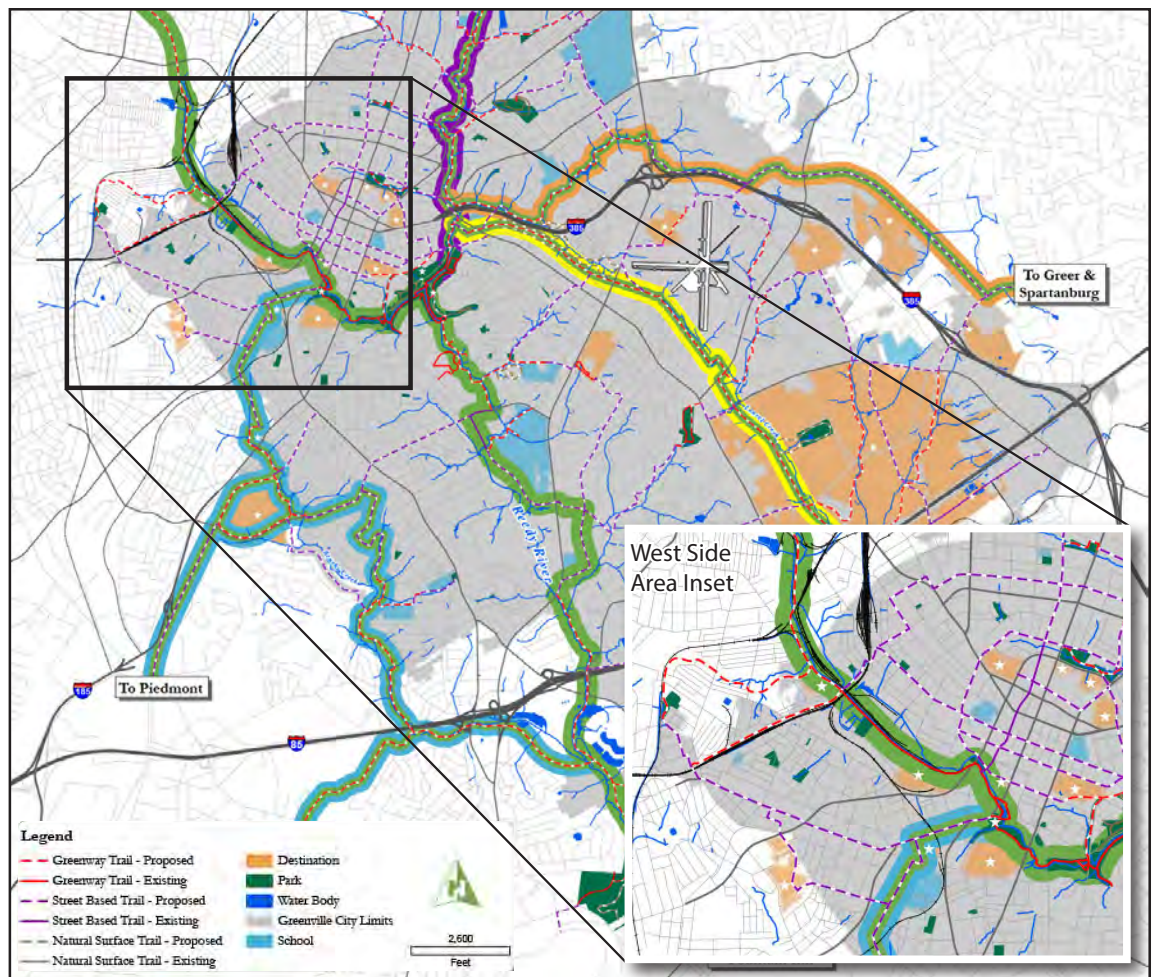 385
To Greer &
Spartanburg
385
Reedy River
West Side
Area Inset
To Piedmont
185
85
Legend
Greenway Trail - Proposed
Greenway Trail - Existing
Street Based Trail - Proposed
Street Based Trail - Existing
Natural Surface Trail - Proposed
Natural Surface Trail - Existing
Destination
Park
Water Body
Greenville City Limits
School
2,600
Feet